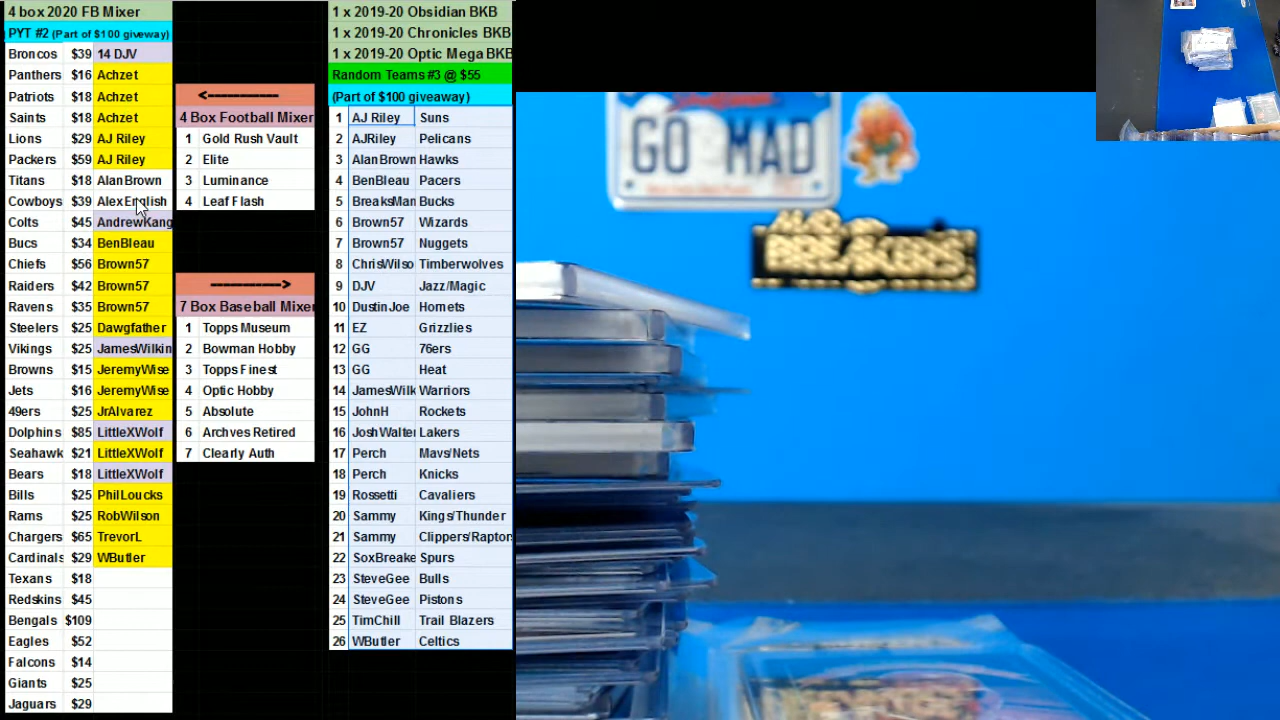 4 box 2020 FB Mixer
PYT #2 (Part of $100 giveway)
Broncos $39 14 DJV
Panthers $16 Achzet
Patriots $18 Achzet
Saints $18 Achzet
Lions $29 AJ Riley
Packers $59 AJ Riley
Titans $18 AlanBrown
Cowboys $39 AlexEnglish
Colts $45 AndrewKang
Bucs $34 BenBleau
Chiefs $56 Brown57
Raiders $42 Brown57
Ravens $35 Brown57
Steelers $25 Dawgfather
Vikings $25 JamesWilkin
Browns $15 JeremyWise
Jets $16 JeremyWise
49ers $25 JrAlvarez
Dolphins $85 LittleXWolf
Seahawk $21 LittleXWolf
Bears $18 LittleXWolf
Bills $25 PhilLoucks
Rams $25 RobWilson
Chargers $65 TrevorL
Cardinals $29 WButler
Texans $18
Redskins $45
Bengals $109
Eagles $52
Falcons $14
Giants $25
Jaguars $29
<----------
4 Box Football Mixer
1 Gold Rush Vault
2 Elite
3 Luminance
4 Leaf Flash
---------->
7 Box Baseball Mixer
1 Topps Museum
2 Bowman Hobby
3 Topps Finest
4 Optic Hobby
5 Absolute
6 Archves Retired
7 Clearly Auth
1 x 2019-20 Obsidian BKB
1 x 2019-20 Chronicles BKB
1 x 2019-20 Optic Mega BKB
Random Teams #3 @ $55
(Part of $100 giveaway)
1 AJ Riley Suns
2 AJRiley Pelicans
3 AlanBrown Hawks
4 BenBleau Pacers
5 BreaksMan Bucks
6 Brown57 Wizards
7 Brown57 Nuggets
8 ChrisWilso Timberwolves
9 DJV Jazz/Magic
10 DustinJoe Hornets
11 EZ Grizzlies
12 GG 76ers
13 GG Heat
14 JamesWilk Warriors
15 JohnH Rockets
16 JoshWalter Lakers
17 Perch Mavs/Nets
18 Perch Knicks
19 Rossetti Cavaliers
20 Sammy Kings/Thunder
21 Sammy Clippers/Raptors
22 SoxBreake Spurs
23 SteveGee Bulls
24 SteveGee Pistons
25 TimChill Trail Blazers
26 WButler Celtics
GO MAD
BREAKERS